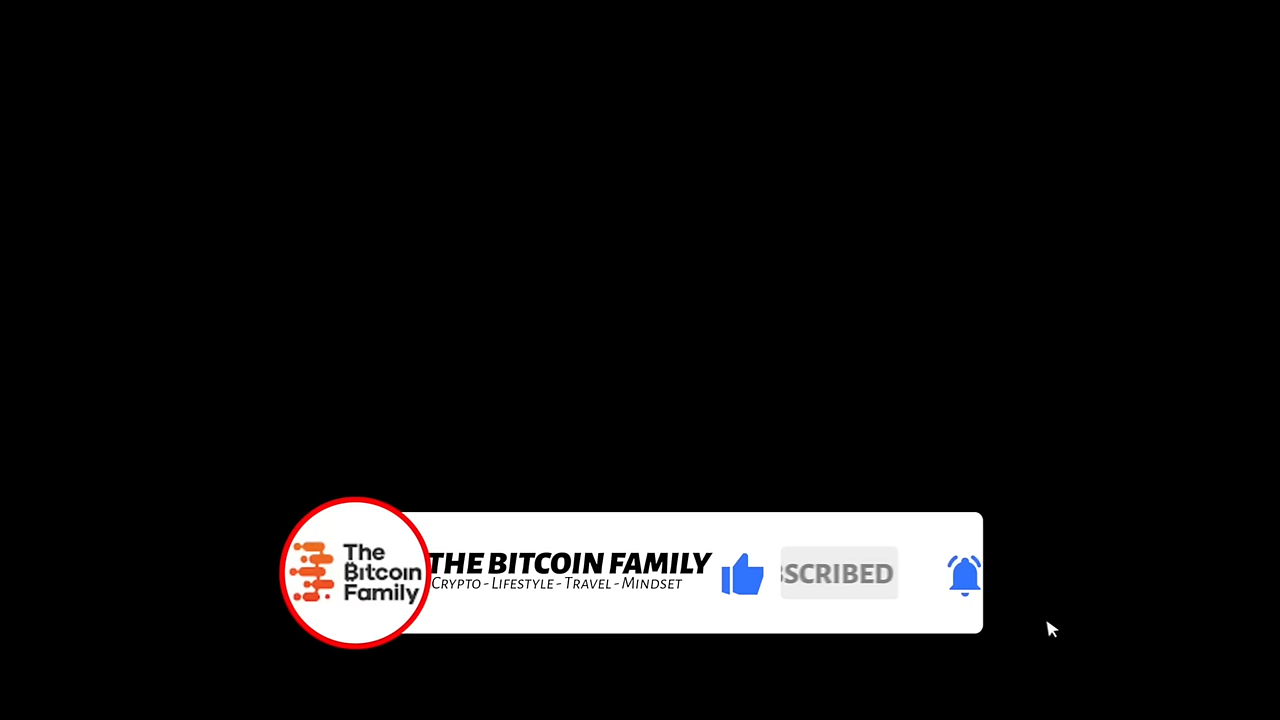 The
Bitcoin
Family
THE BITCOIN FAMILY
CRYPTO - LIFESTYLE - TRAVEL - MINDSET
SCRIBED